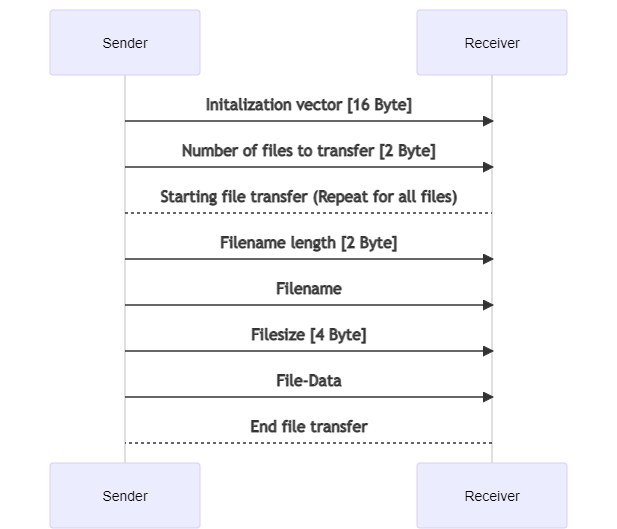 Sender
Receiver
Initalization vector [16 Byte]
Number of files to transfer [2 Byte]
Starting file transfer (Repeat for all files)
Filename length [2 Byte]
Filename
Filesize [4 Byte]
File-Data
End file transfer
Sender
Receiver